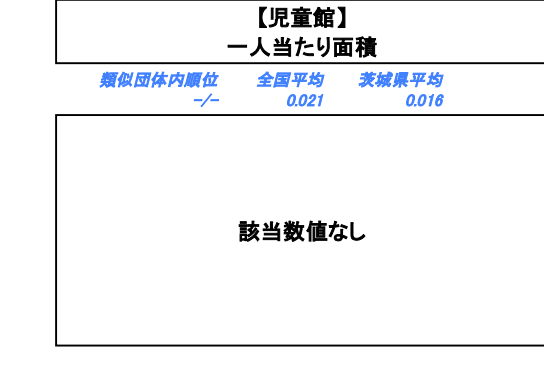 【児童館】
一人当たり面積
類似団体内順位 全国平均 茨城県平均
-/- 0.021 0.016
該当数値なし